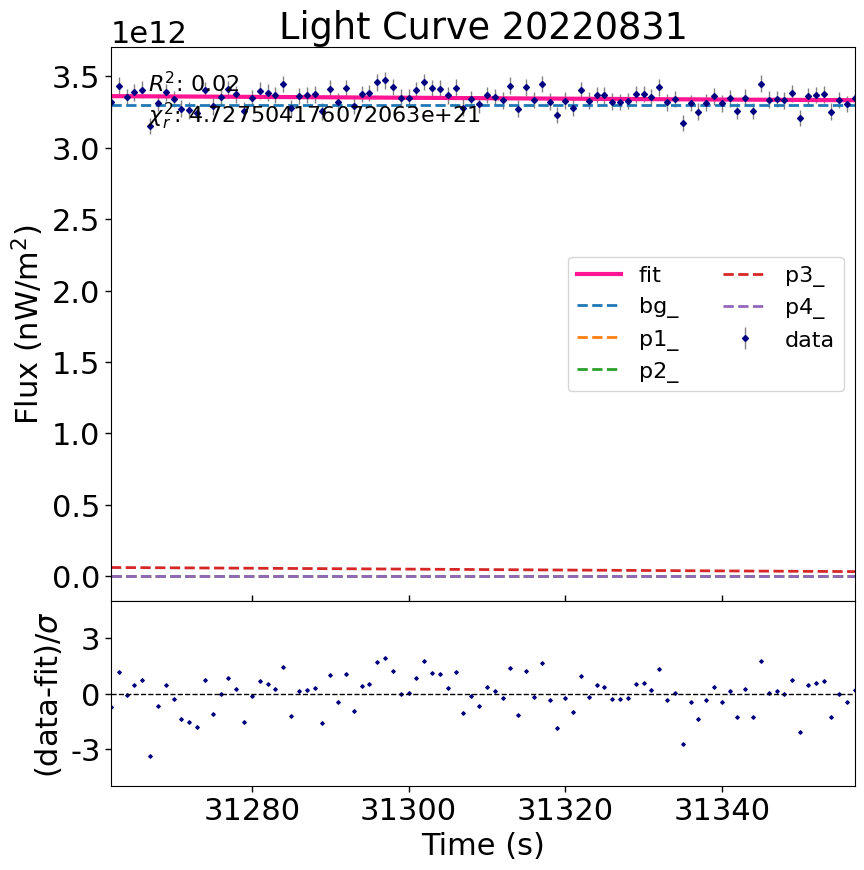 Light Curve 20220831
1e12
R²: 0.02
χ²ᵣ: 4.727504176072063e+21
3.5
3.0
2.5
2.0
1.5
1.0
0.5
0.0
Flux (nW/m²)
fit
bg_
p1_
p2_
p3_
p4_
data
3
0
-3
(data-fit)/σ
31280
31300
31320
31340
Time (s)